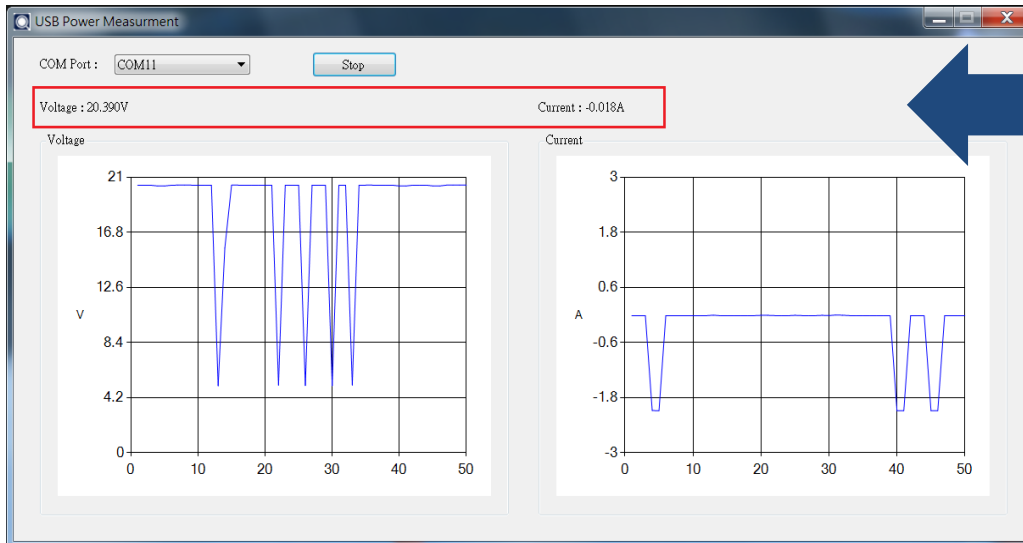 USB Power Measurment
COM Port : COM11 Stop
Voltage : 20.390V Current : -0.018A
Voltage Current
21
16.8
12.6
V
8.4
4.2
0
0 10 20 30 40 50
3
1.8
0.6
A
-0.6
-1.8
-3
0 10 20 30 40 50